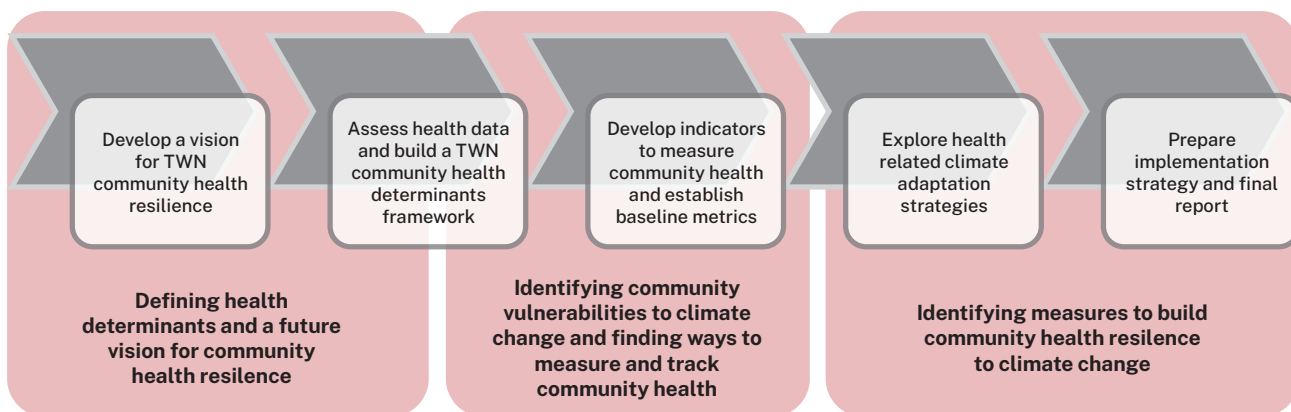 Develop a vision
for TWN
community health
resilience
Assess health data
and build a TWN
community health
determinants
framework
Develop indicators
to measure
community health
and establish
baseline metrics
Explore health
related climate
adaptation
strategies
Prepare
implementation
strategy and final
report
Defining health
determinants and a future
vision for community
health resilence
Identifying community
vulnerabilities to climate
change and finding ways to
measure and track
community health
Identifying measures to build
community health resilence
to climate change